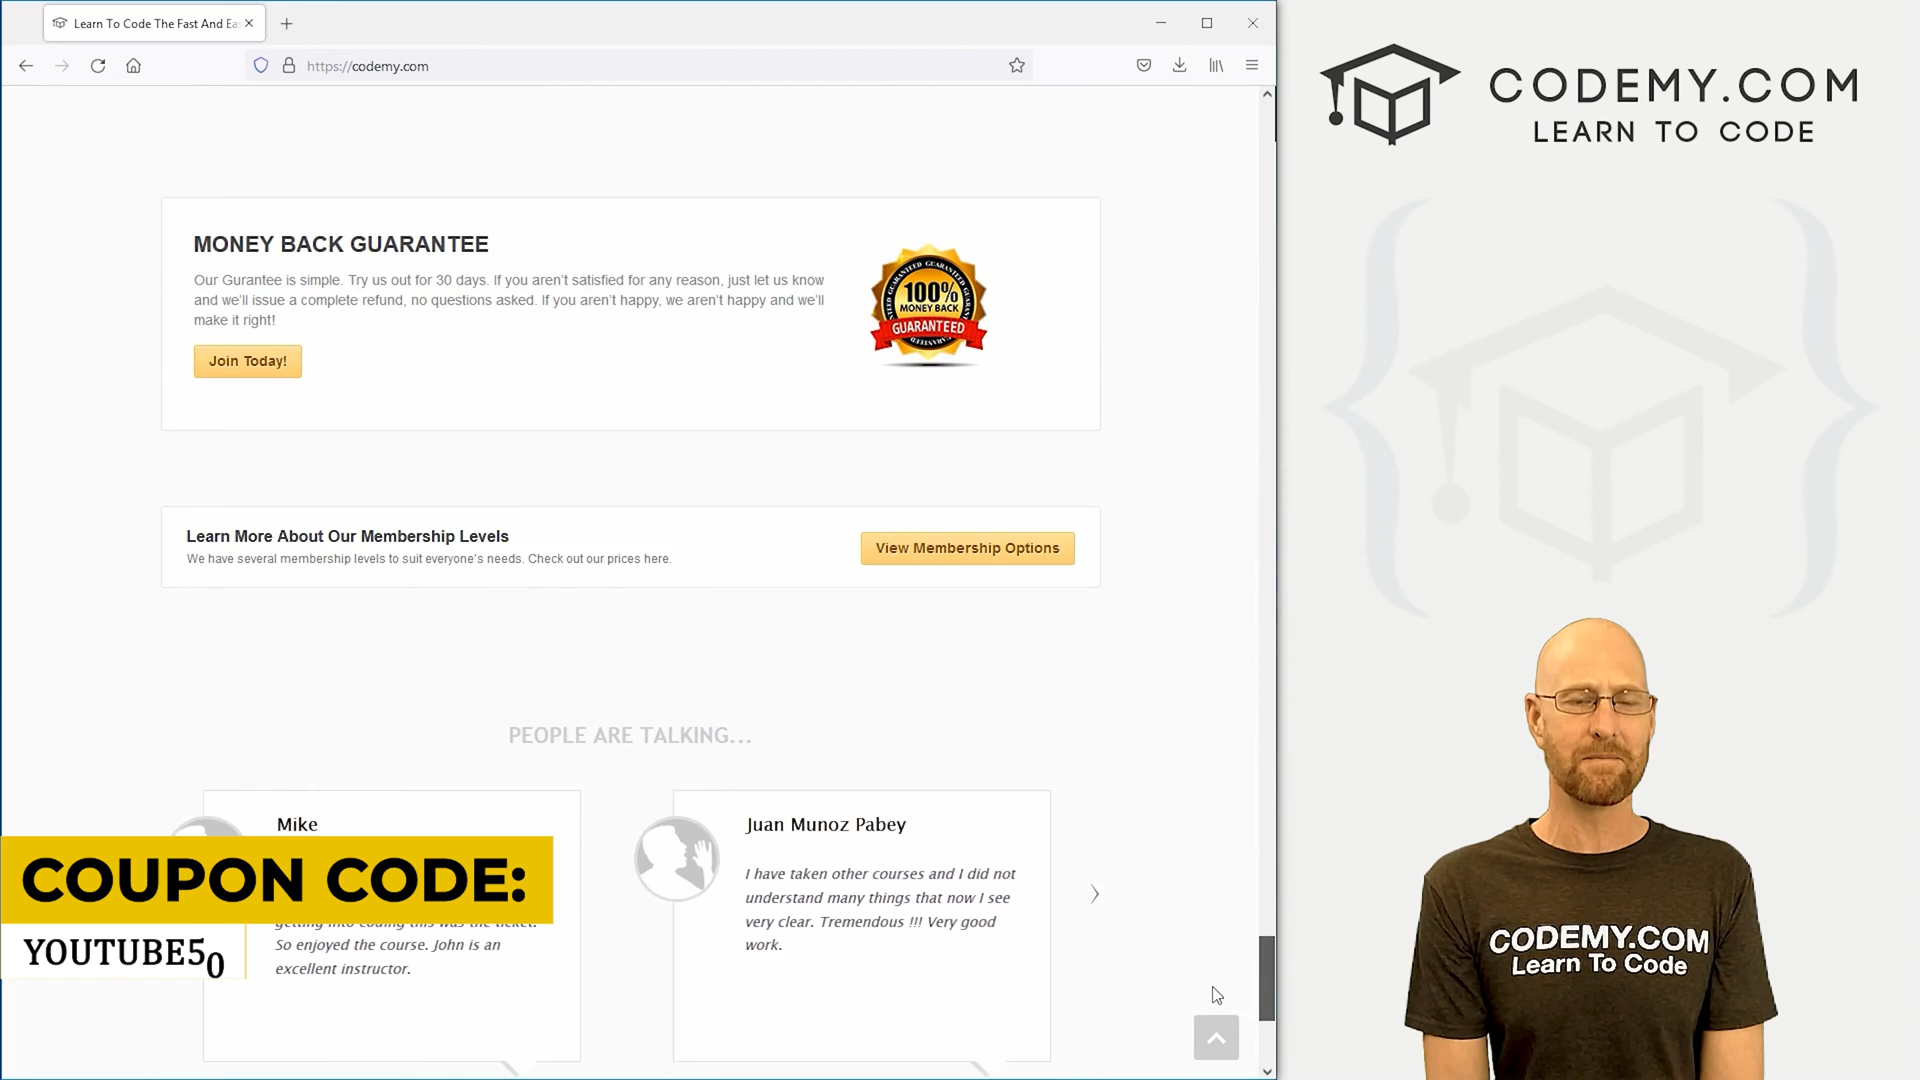 Learn To Code The Fast And Ea
https://codemy.com
CODEMY.COM
LEARN TO CODE
MONEY BACK GUARANTEE
Our Gurantee is simple. Try us out for 30 days. If you aren't satisfied for any reason, just let us know
and we'll issue a complete refund, no questions asked. If you aren't happy, we aren't happy and we'll
make it right!
Join Today!
100%
MONEY BACK
GUARANTEED
Learn More About Our Membership Levels
We have several membership levels to suit everyone's needs. Check out our prices here.
View Membership Options
PEOPLE ARE TALKING...
Mike
getting into coding this was the ticket.
So enjoyed the course. John is an
excellent instructor.
Juan Munoz Pabey
I have taken other courses and I did not
understand many things that now I see
very clear. Tremendous !!! Very good
work.
COUPON CODE:
YOUTUBE50
CODEMY.COM
Learn To Code